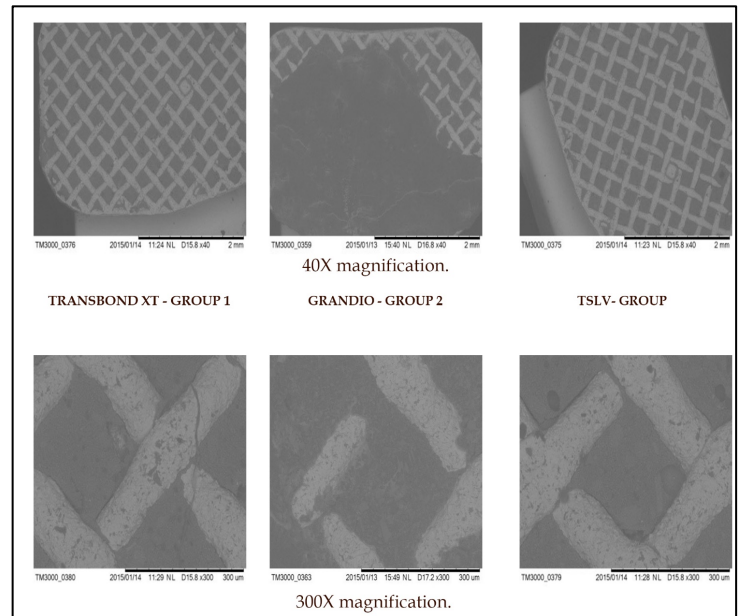 TM3000_0376 2015/01/14 11:24 NL D15.8 x40 2 mm
TM3000_0359 2015/01/13 15:40 NL D16.8 x40 2 mm
TM3000_0375 2015/01/14 11:23 NL D15.8 x40 2 mm
40X magnification.
TRANSBOND XT - GROUP 1
GRANDIO - GROUP 2
TSLV- GROUP
TM3000_0380 2015/01/14 11:29 NL D15.8 x300 300 um
TM3000_0363 2015/01/13 15:49 NL D17.2 x300 300 um
TM3000_0379 2015/01/14 11:28 NL D15.8 x300 300 um
300X magnification.